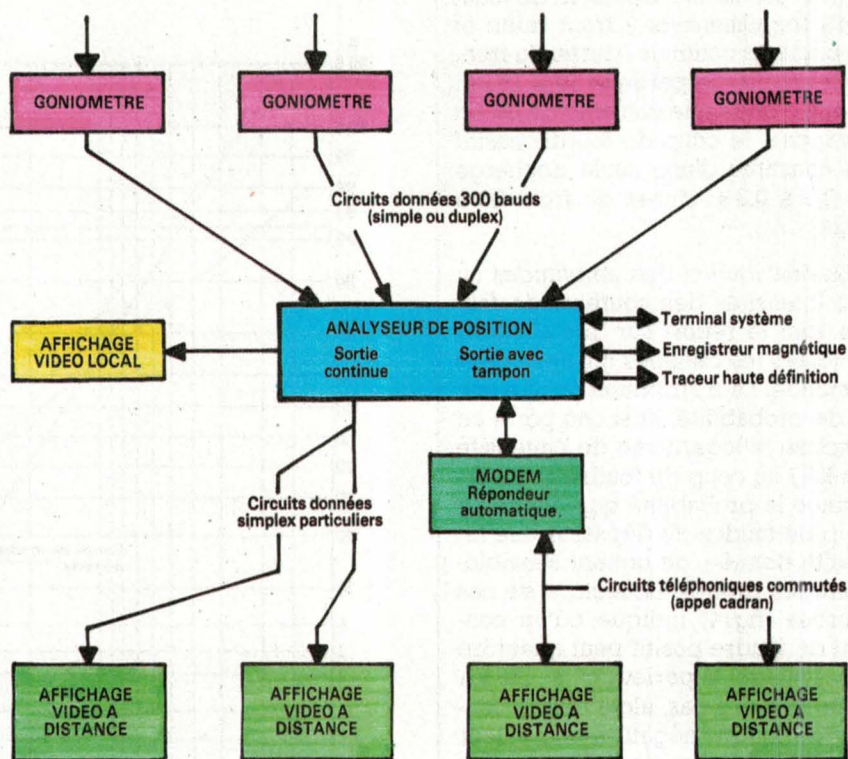 GONIOMETRE
GONIOMETRE
GONIOMETRE
GONIOMETRE
Circuits données 300 bauds
(simple ou duplex)
ANALYSEUR DE POSITION
Sortie
continue
Sortie avec
tampon
AFFICHAGE
VIDEO LOCAL
Terminal système
Enregistreur magnétique
Traceur haute définition
MODEM
Répondeur
automatique
Circuits données
simplex particuliers
Circuits téléphoniques commutés
(appel cadran)
AFFICHAGE
VIDEO A
DISTANCE
AFFICHAGE
VIDEO A
DISTANCE
AFFICHAGE
VIDEO A
DISTANCE
AFFICHAGE
VIDEO A
DISTANCE